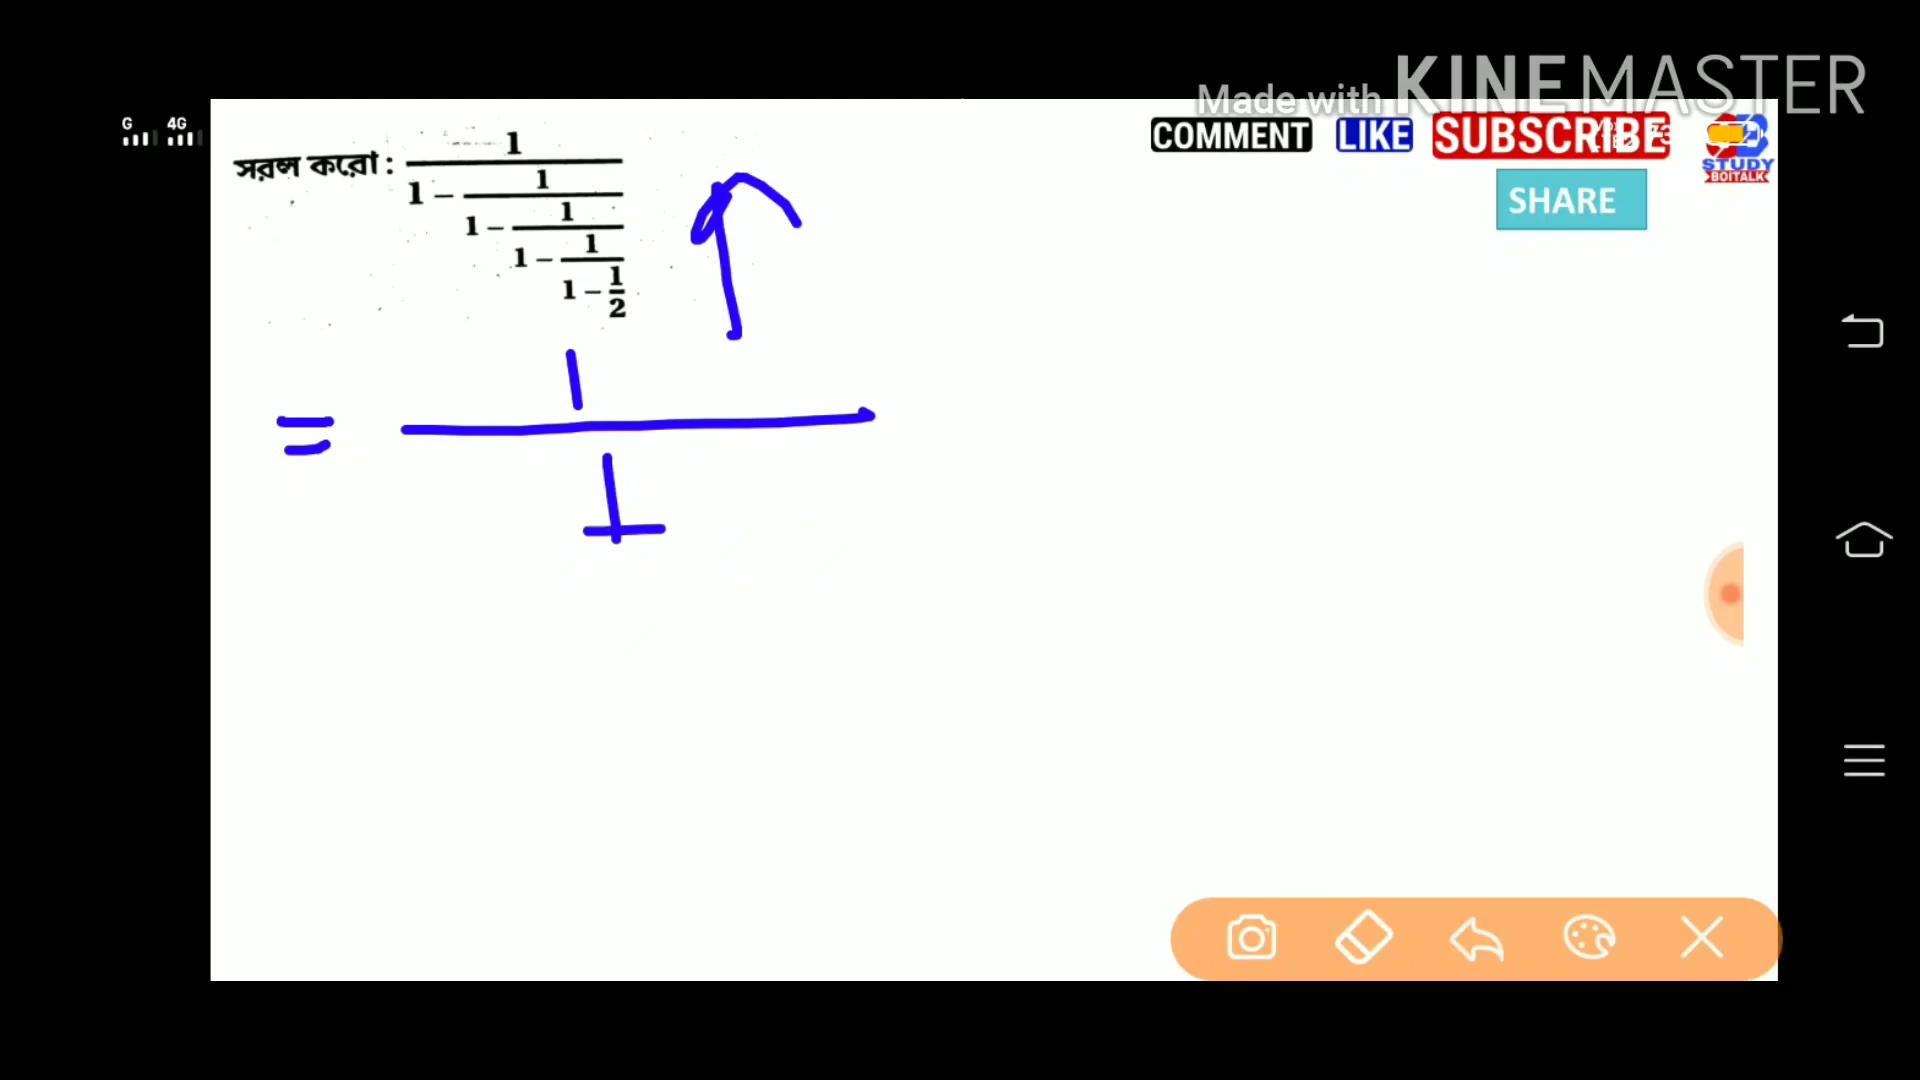 Made with KINEMASTER
G 4G
COMMENT LIKE SUBSCRIBE
STUDY
BOITALK
SHARE
সরল করো : 1
1 − 1
1 − 1
1 − 1
1 − 1
2
= 1
1